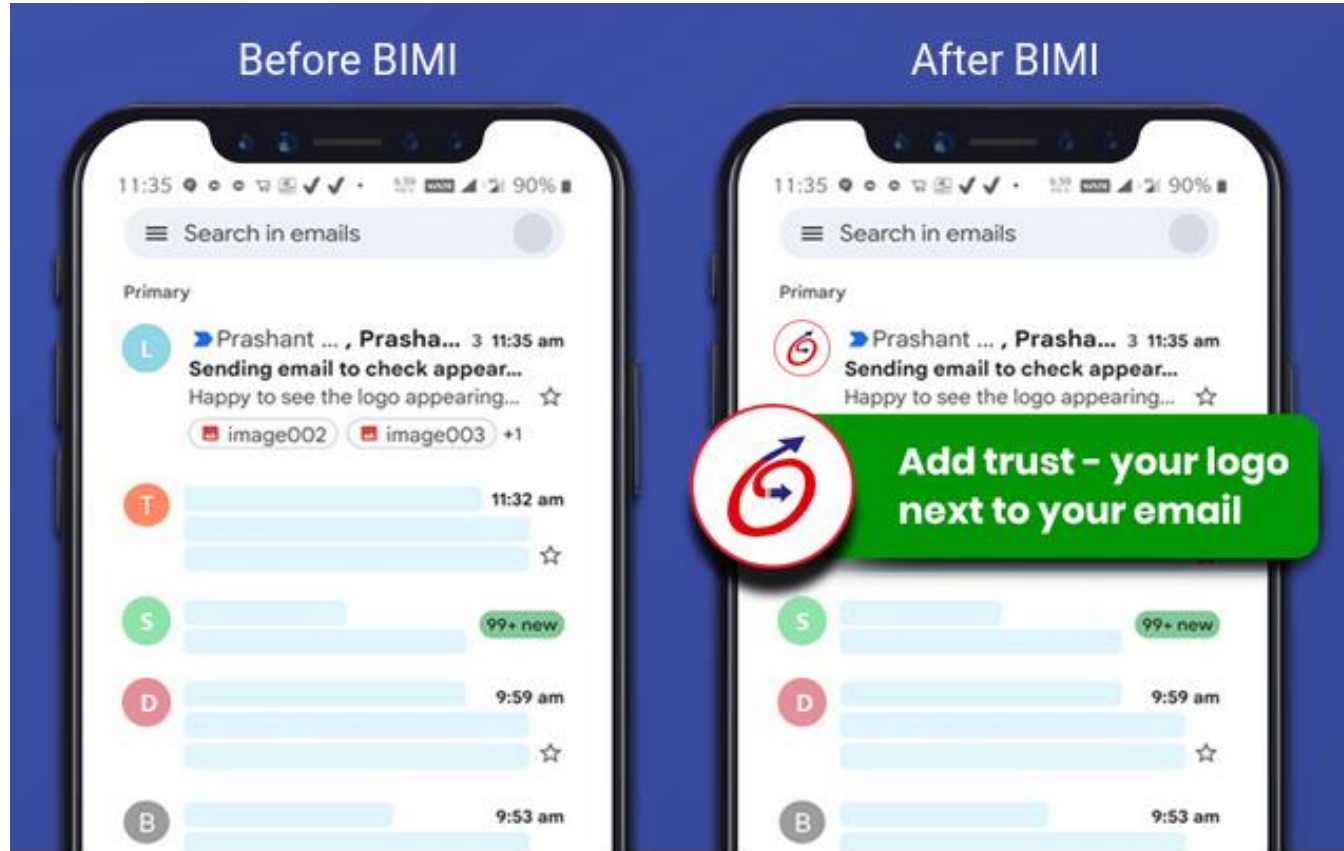 Before BIMI
11:35
90%
Search in emails
Primary
L
Prashant ... , Prasha... 3 11:35 am
Sending email to check appear...
Happy to see the logo appearing...
image002 image003 +1
T
11:32 am
S
99+ new
D
9:59 am
B
9:53 am
After BIMI
11:35
90%
Search in emails
Primary
Prashant ... , Prasha... 3 11:35 am
Sending email to check appear...
Happy to see the logo appearing...
Add trust - your logo
next to your email
S
99+ new
D
9:59 am
B
9:53 am